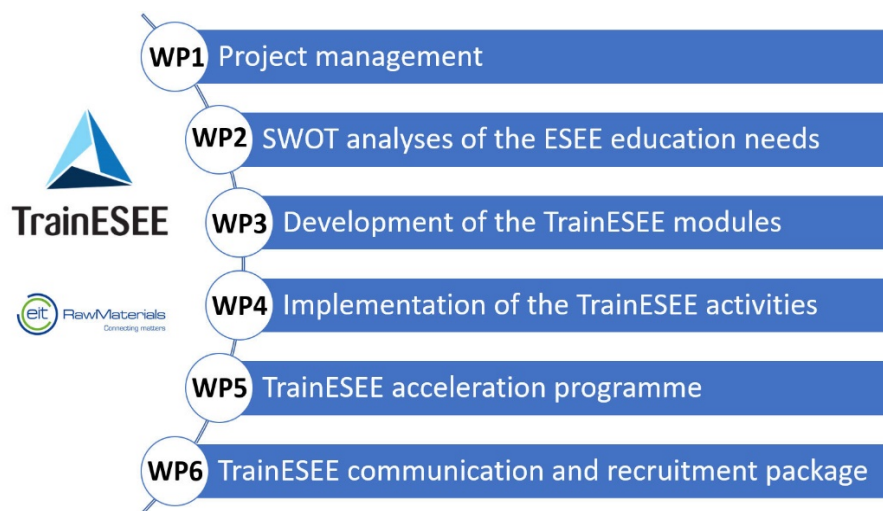 WP1 Project management
WP2 SWOT analyses of the ESEE education needs
TrainESEE
WP3 Development of the TrainESEE modules
eit RawMaterials
Connecting matters
WP4 Implementation of the TrainESEE activities
WP5 TrainESEE acceleration programme
WP6 TrainESEE communication and recruitment package